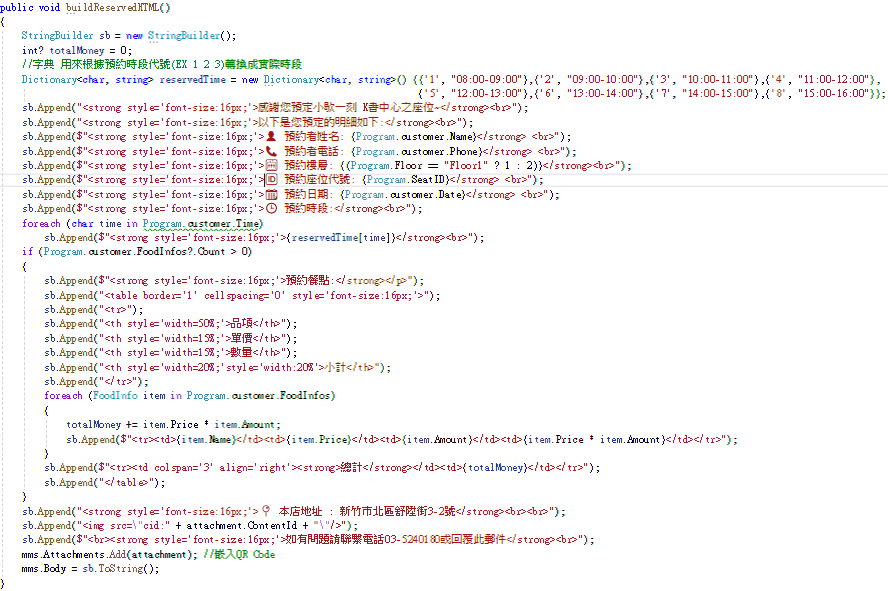 public void buildReservedHTML()
{
StringBuilder sb = new StringBuilder();
int? totalMoney = 0;
//字典 用來根據預約時段代號(EX 1 2 3)轉換成實際時段
Dictionary<char, string> reservedTime = new Dictionary<char, string>() {{'1', "08:00-09:00"},{'2', "09:00-10:00"},{'3', "10:00-11:00"},{'4', "11:00-12:00"},
{'5', "12:00-13:00"},{'6', "13:00-14:00"},{'7', "14:00-15:00"},{'8', "15:00-16:00"}};
sb.Append("<strong style='font-size:16px;'>感謝您預定小歇一刻 K書中心之座位~</strong><br>");
sb.Append("<strong style='font-size:16px;'>以下是您預定的明細如下:</strong><br>");
sb.Append($"<strong style='font-size:16px;'>👤 預約者姓名: {Program.customer.Name}</strong> <br>");
sb.Append($"<strong style='font-size:16px;'>📞 預約者電話: {Program.customer.Phone}</strong> <br>");
sb.Append($"<strong style='font-size:16px;'> 預約樓層: {(Program.Floor == "Floor1" ? 1 : 2)}</strong><br>");
sb.Append($"<strong style='font-size:16px;'>🆔 預約座位代號: {Program.SeatID}</strong> <br>");
sb.Append($"<strong style='font-size:16px;'>📅 預約日期: {Program.customer.Date}</strong> <br>");
sb.Append($"<strong style='font-size:16px;'>🕒 預約時段:</strong><br>");
foreach (char time in Program.customer.Time)
sb.Append($"<strong style='font-size:16px;'>{reservedTime[time]}</strong><br>");
if (Program.customer.FoodInfos?.Count > 0)
{
sb.Append($"<strong style='font-size:16px;'>預約餐點:</strong></p>");
sb.Append("<table border='1' cellspacing='0' style='font-size:16px;'>");
sb.Append("<tr>");
sb.Append("<th style='width=50%;'>品項</th>");
sb.Append("<th style='width=15%;'>單價</th>");
sb.Append("<th style='width=15%;'>數量</th>");
sb.Append("<th style='width=20%;'style='width:20%'>小計</th>");
sb.Append("</tr>");
foreach (FoodInfo item in Program.customer.FoodInfos)
{
totalMoney += item.Price * item.Amount;
sb.Append($"<tr><td>{item.Name}</td><td>{item.Price}</td><td>{item.Amount}</td><td>{item.Price * item.Amount}</td></tr>");
}
sb.Append($"<tr><td colspan='3' align='right'><strong>總計</strong></td><td>{totalMoney}</td></tr>");
sb.Append("</table>");
}
sb.Append("<strong style='font-size:16px;'>📍 本店地址 : 新竹市北區舒陞街3-2號</strong><br><br>");
sb.Append("<img src=\"cid:" + attachment.ContentId + "\"/>");
sb.Append($"<br><strong style='font-size:16px;'>如有問題請聯繫電話03-5240180或回覆此郵件</strong><br>");
mms.Attachments.Add(attachment); //嵌入QR Code
mms.Body = sb.ToString();
}